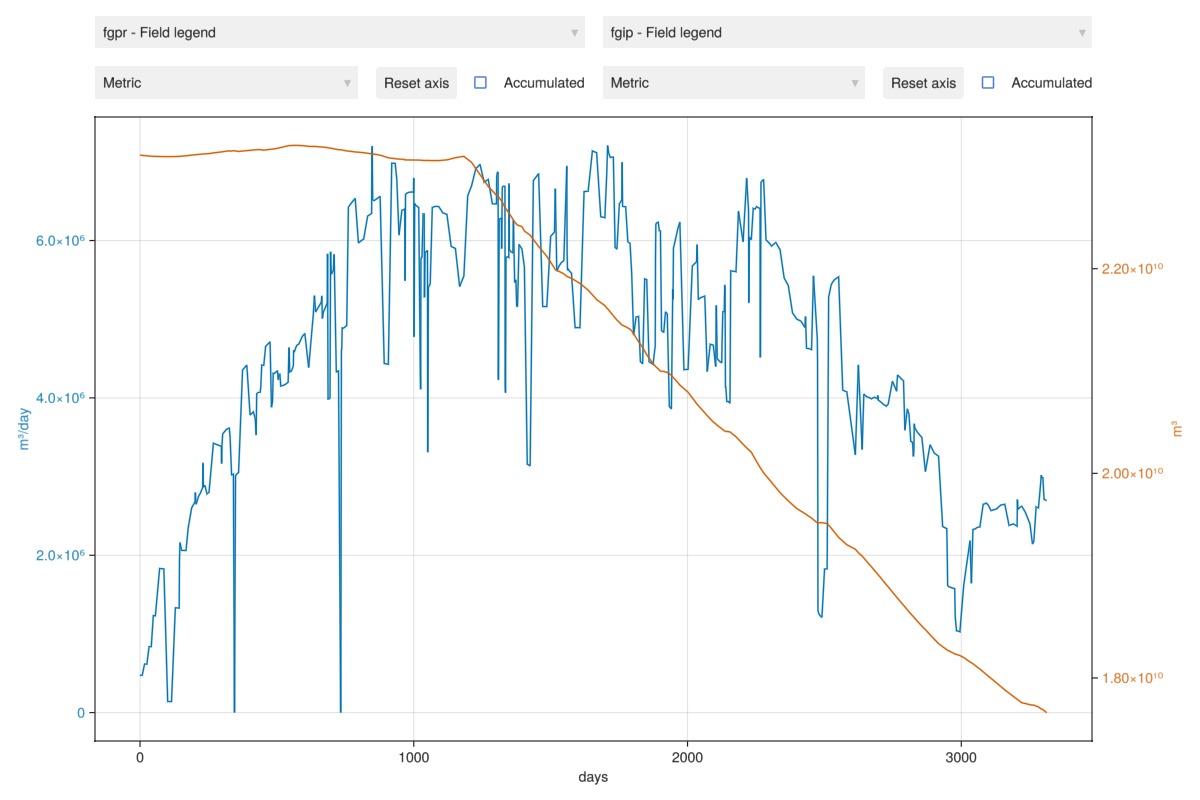 fgpr - Field legend
fgip - Field legend
Metric
Reset axis
Accumulated
Metric
Reset axis
Accumulated
6.0×10⁶
4.0×10⁶
2.0×10⁶
0
m³/day
2.20×10¹⁰
2.00×10¹⁰
1.80×10¹⁰
m³
0
1000
2000
3000
days